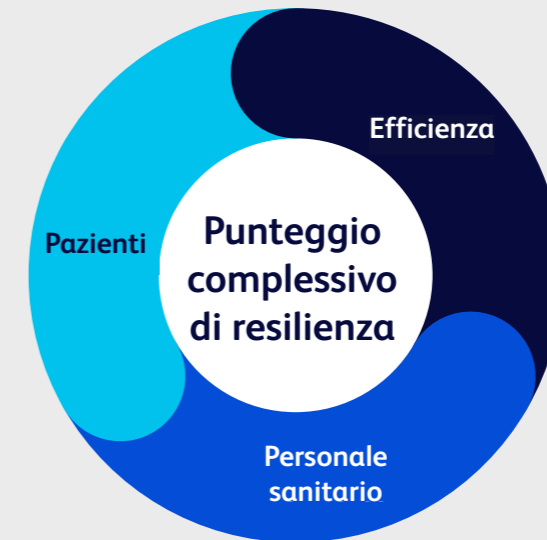 Efficienza
Pazienti
Punteggio
complessivo
di resilienza
Personale
sanitario